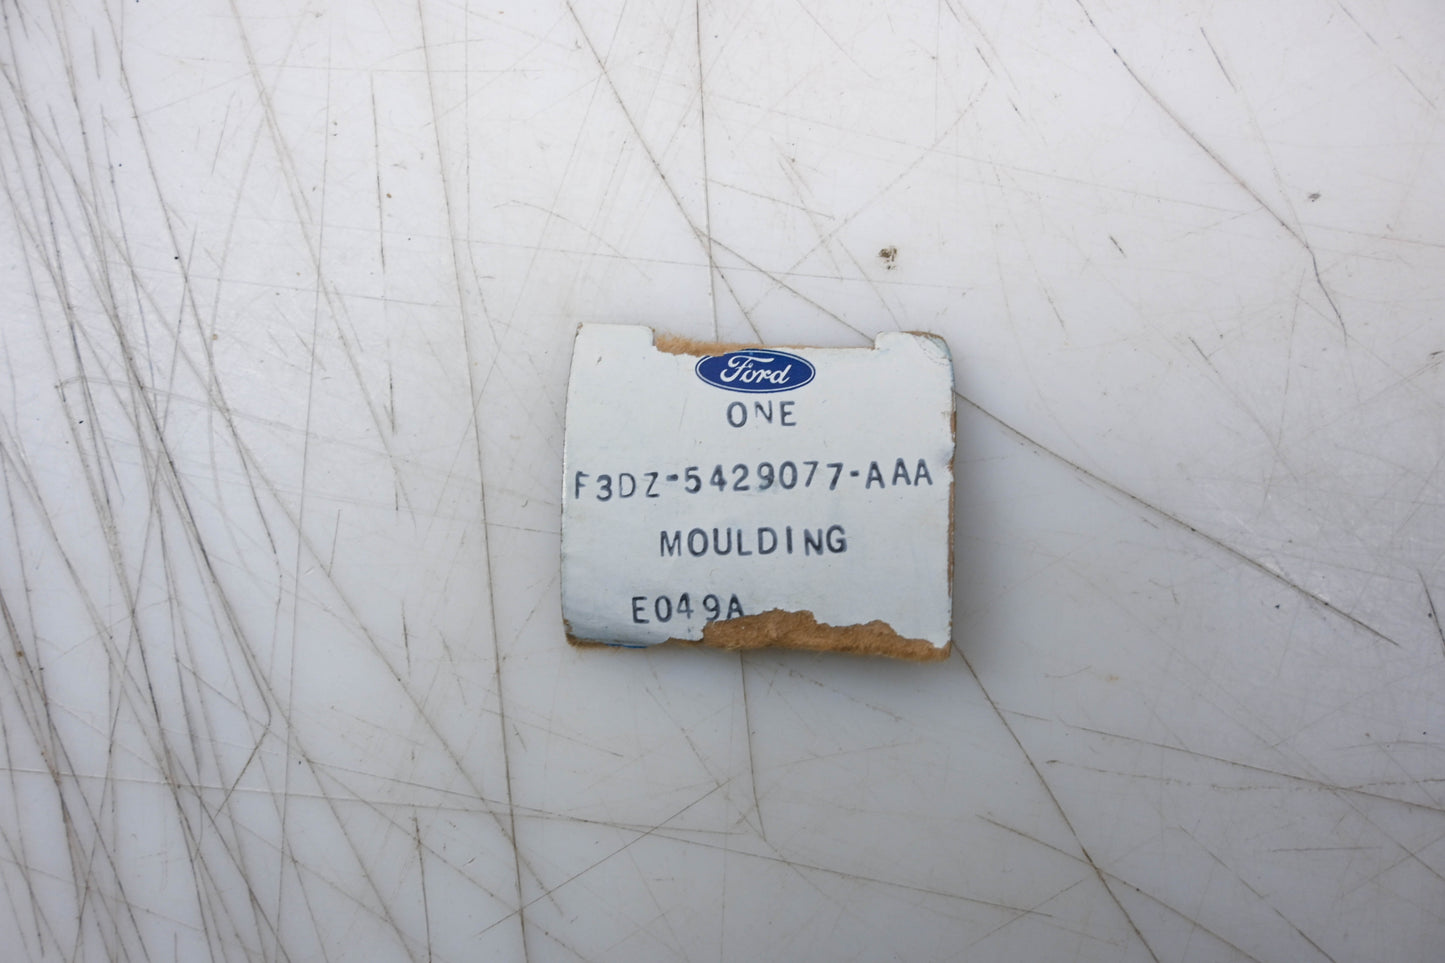 Ford
ONE
F3DZ-5429077-AAA
MOULDING
E049A